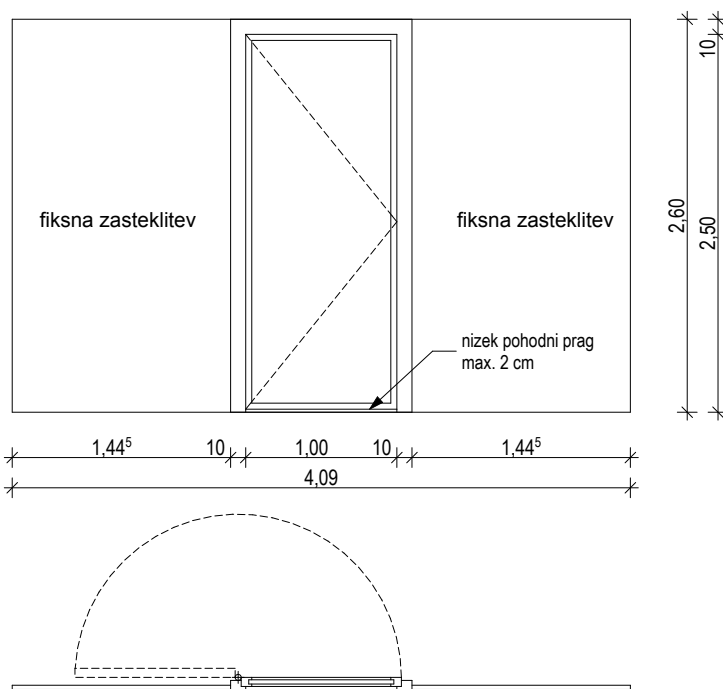 10
fiksna zasteklitev
fiksna zasteklitev
2,60
2,50
nizek pohodni prag
max. 2 cm
1,44⁵
10
1,00
10
1,44⁵
4,09